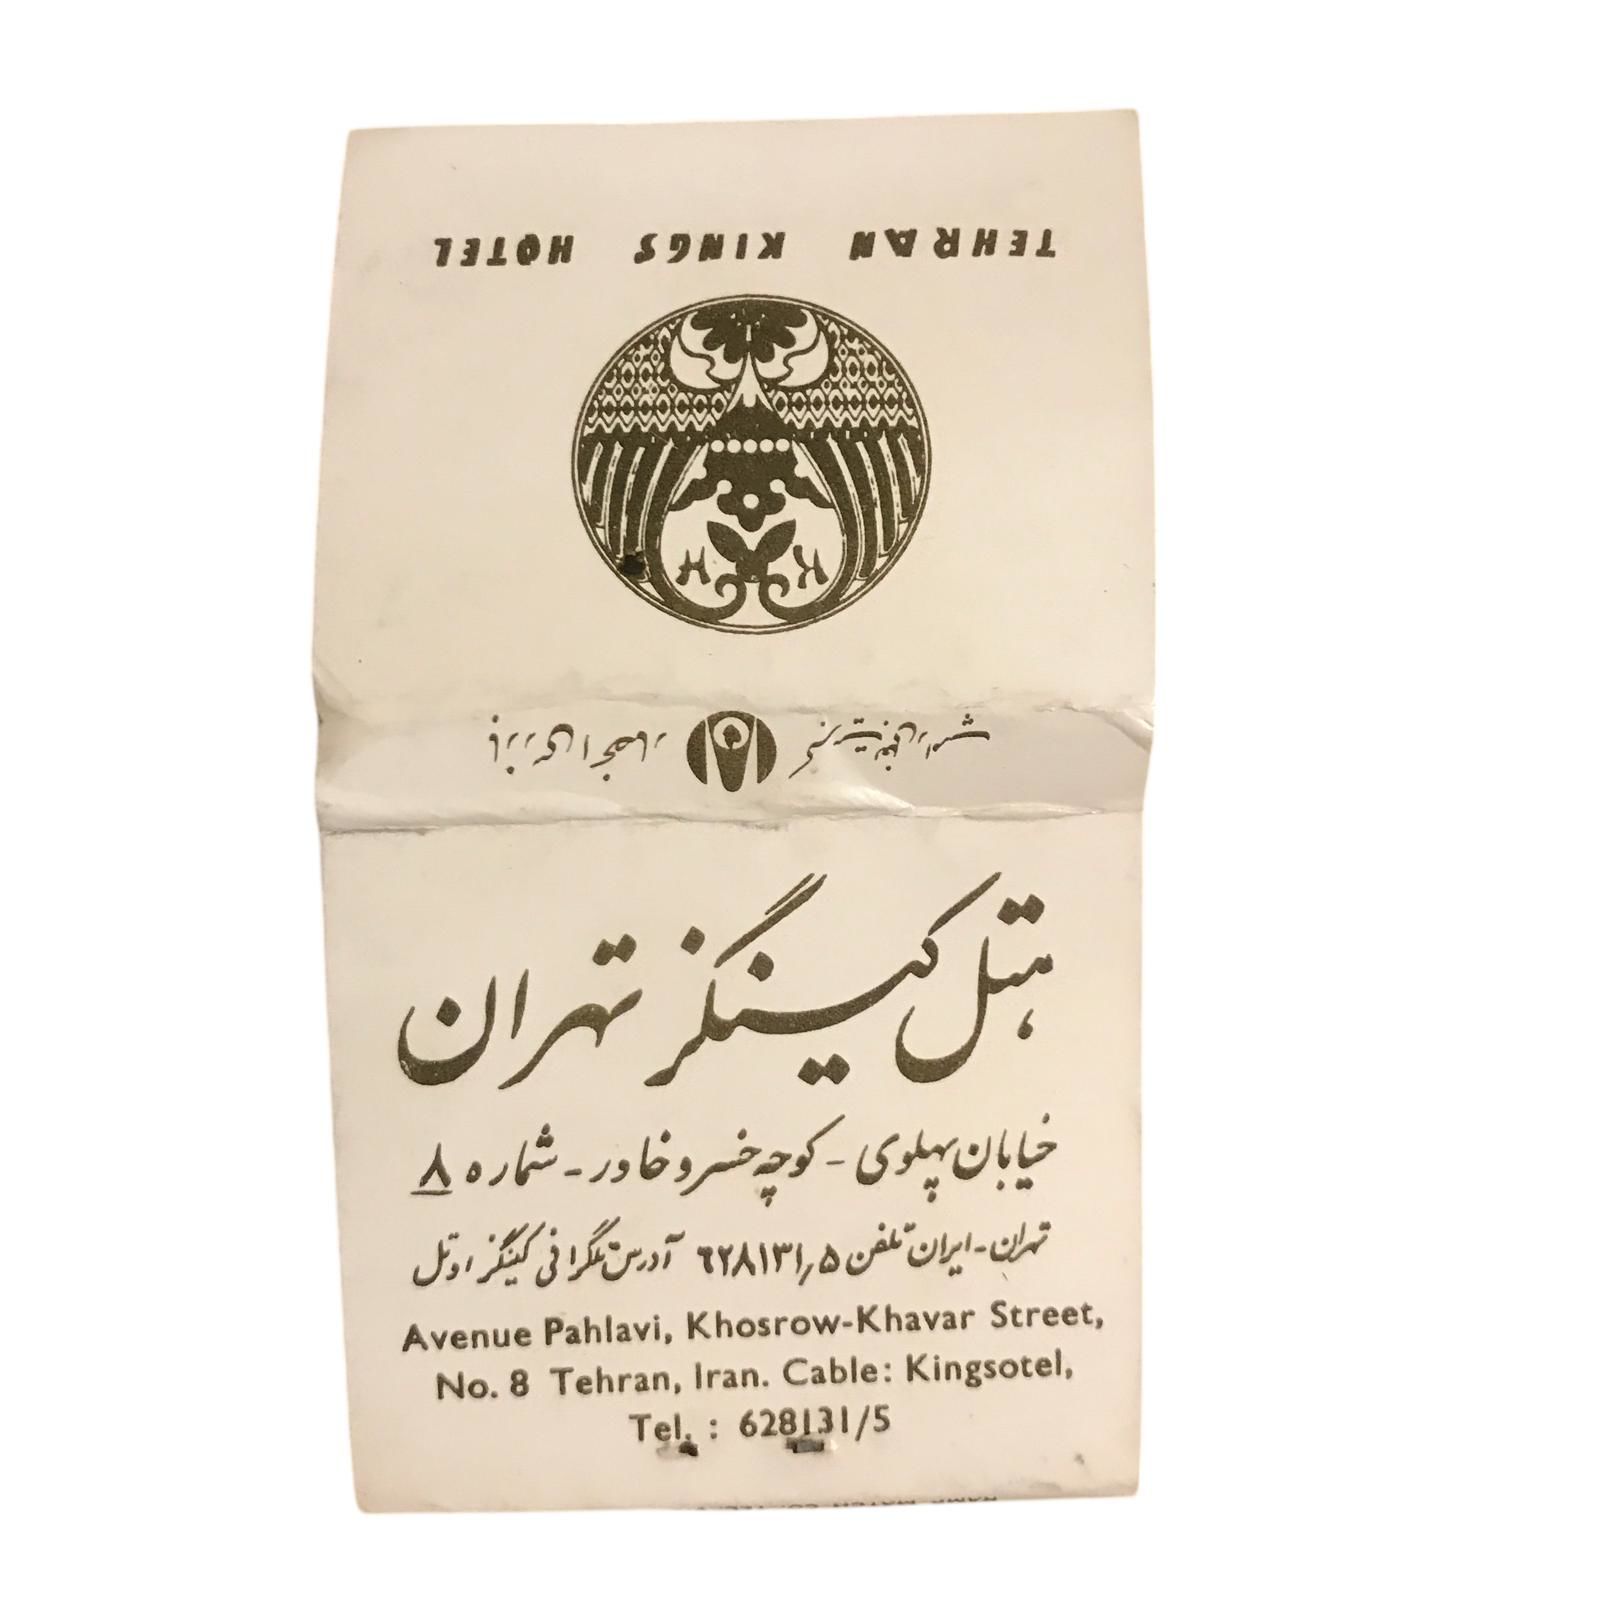 TEHRAN KINGS HOTEL
H K
هتل کینگز تهران
خیابان پهلوی - کوچه خسرو خاور - شماره ۸
تهران - ایران تلفن ۶۲۸۱۳۱٫۵ آدرس تلگرافی کینگز اوتل
Avenue Pahlavi, Khosrow-Khavar Street,
No. 8 Tehran, Iran. Cable: Kingsotel,
Tel. : 628131/5